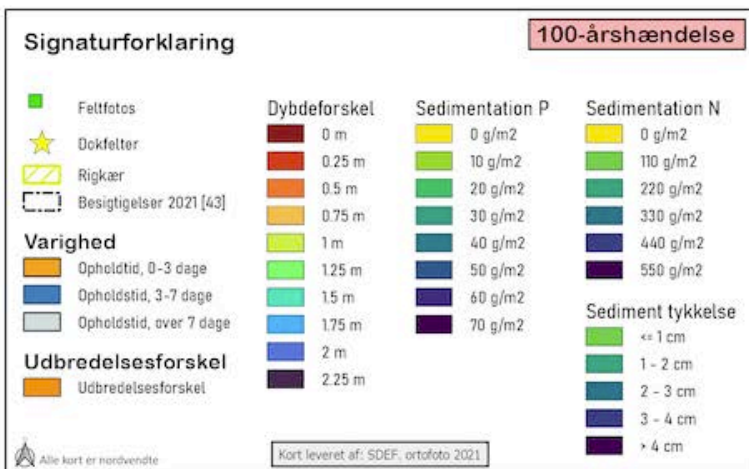 Signaturforklaring
100-årshændelse
Feltfotos
Dokfelter
Rigkær
Besigtigelser 2021 [43]
Varighed
Opholdtid, 0-3 dage
Opholdstid, 3-7 dage
Opholdstid, over 7 dage
Udbredelsesforskel
Udbredelsesforskel
Dybdeforskel
0 m
0.25 m
0.5 m
0.75 m
1 m
1.25 m
1.5 m
1.75 m
2 m
2.25 m
Sedimentation P
0 g/m2
10 g/m2
20 g/m2
30 g/m2
40 g/m2
50 g/m2
60 g/m2
70 g/m2
Sedimentation N
0 g/m2
110 g/m2
220 g/m2
330 g/m2
440 g/m2
550 g/m2
Sediment tykkelse
<= 1 cm
1 - 2 cm
2 - 3 cm
3 - 4 cm
> 4 cm
Alle kort er nordvendte
Kort leveret af: SDEF, ortofoto 2021